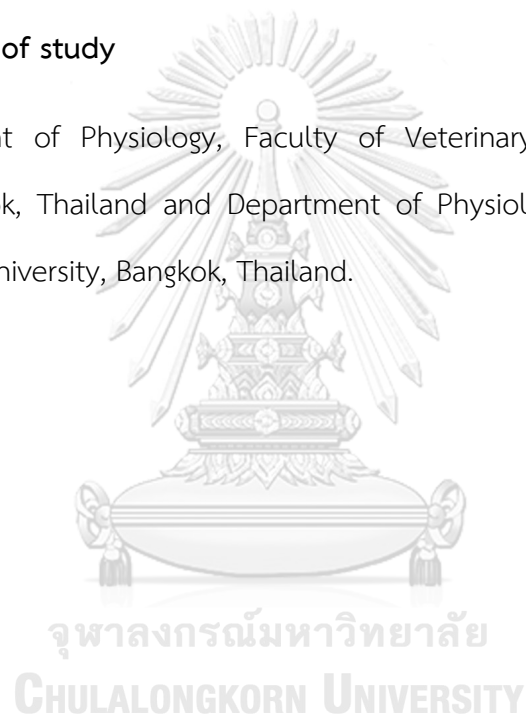 of study
nt of Physiology, Faculty of Veterinary
k, Thailand and Department of Physiol
niversity, Bangkok, Thailand.
จุฬาลงกรณ์มหาวิทยาลัย
CHULALONGKORN UNIVERSITY